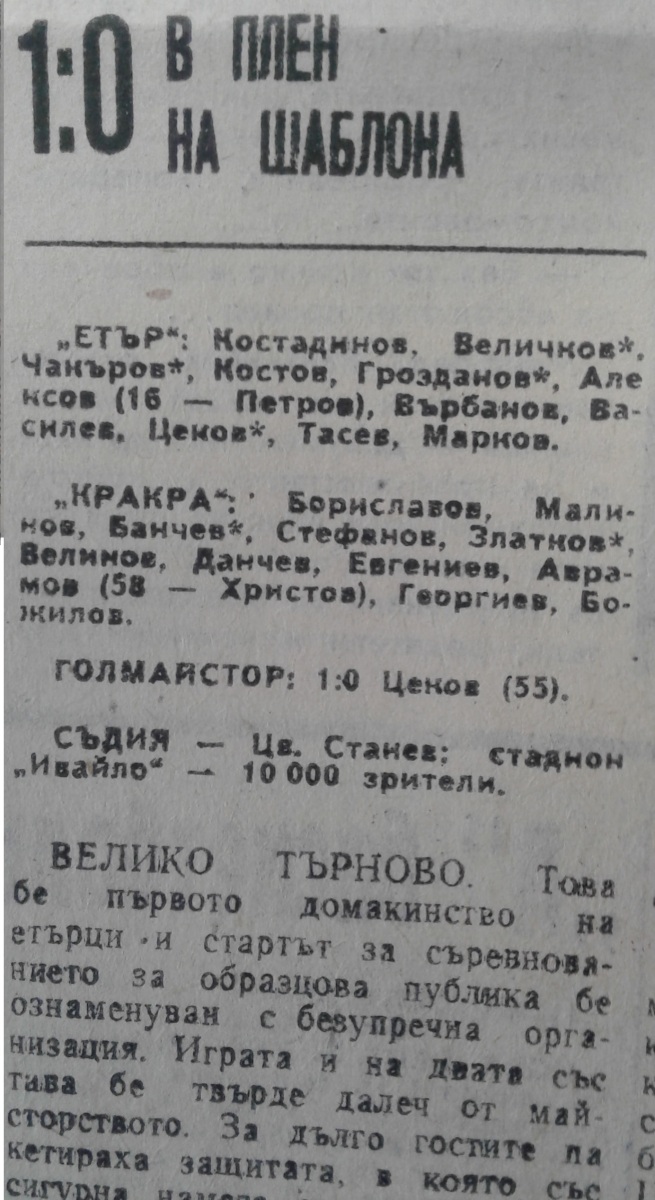 1:0 В ПЛЕН
НА ШАБЛОНА
„ЕТЪР“: Костадинов, Величков*,
Чакъров*, Костов, Грозданов*, Але
ксов (16 — Петров), Върбанов, Ва-
силев, Ценов*, Тасев, Марков.
„КРАКРА“: Бориславов, Мали-
нов, Банчев*, Стефанов, Златков*,
Велинов, Данчев, Евгениев, Авра-
мов (58 — Христов), Георгиев, Бо-
жилов.
ГОЛМАЙСТОР: 1:0 Ценов (55).
СЪДИЯ — Цв. Станев; стадион
„Ивайло“ — 10 000 зрители.
ВЕЛИКО ТЪРНОВО. Това
бе първото домакинство на
етърци и стартът за съревнова-
нието за образцова публика бе
ознаменуван с безупречна орга-
низация. Играта и на двата със
тава бе твърде далеч от май-
сторството. За дълго гостите па
кетираха защитата, в която със
сигурна